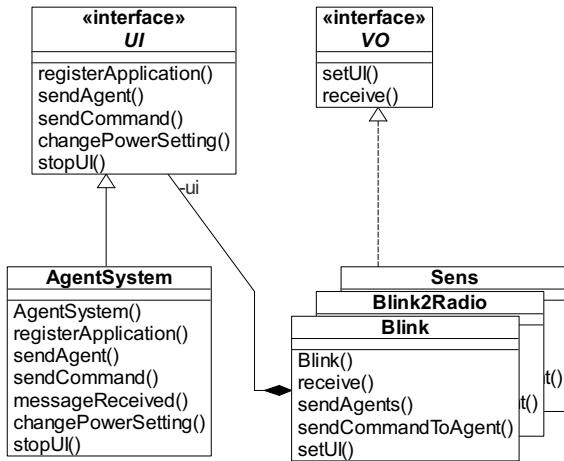 «interface»
UI
registerApplication()
sendAgent()
sendCommand()
changePowerSetting()
stopUI()
«interface»
VO
setUI()
receive()
-ui
AgentSystem
AgentSystem()
registerApplication()
sendAgent()
sendCommand()
messageReceived()
changePowerSetting()
stopUI()
Sens
Blink2Radio
Blink
Blink()
receive()
sendAgents()
sendCommandToAgent()
setUI()
t()
t()